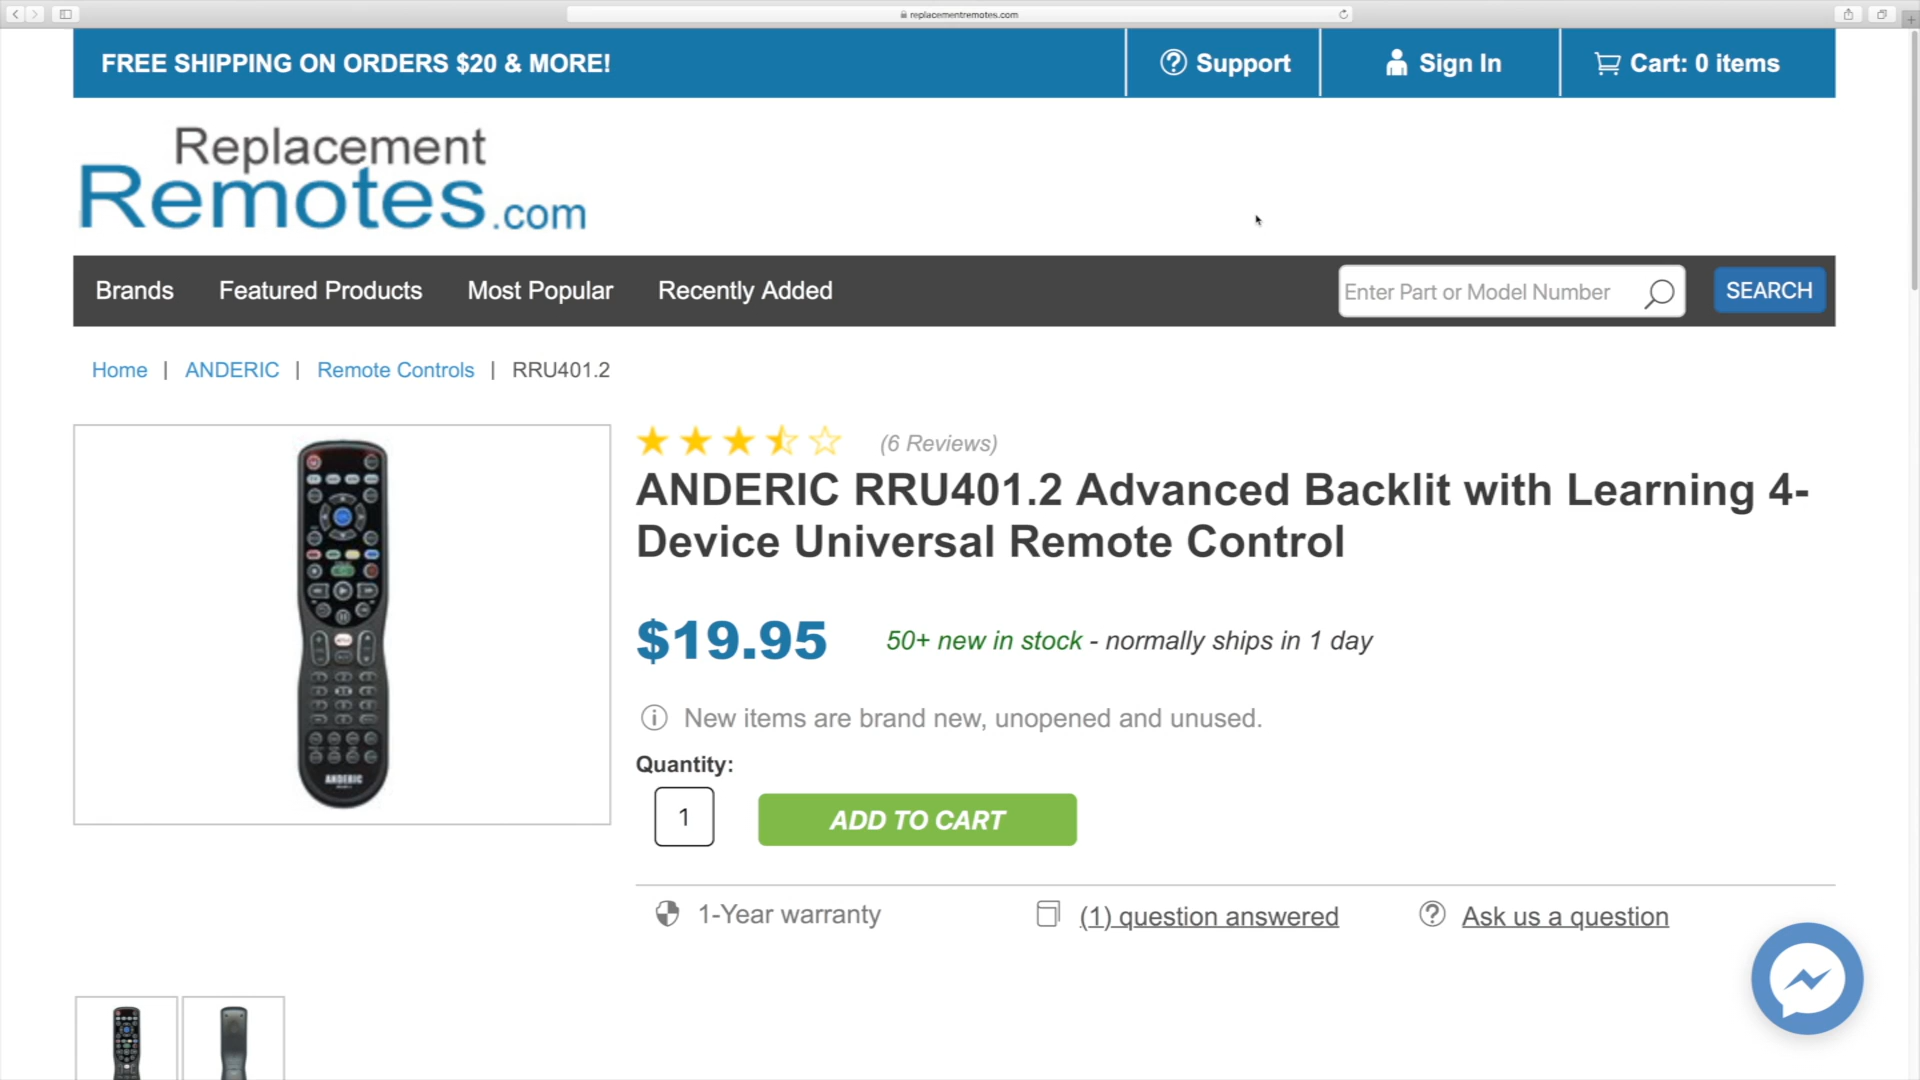 replacementremotes.com
FREE SHIPPING ON ORDERS $20 & MORE!
Support
Sign In
Cart: 0 items
Replacement
Remotes.com
Brands
Featured Products
Most Popular
Recently Added
Enter Part or Model Number
SEARCH
Home | ANDERIC | Remote Controls | RRU401.2
(6 Reviews)
ANDERIC RRU401.2 Advanced Backlit with Learning 4-
Device Universal Remote Control
$19.95
50+ new in stock - normally ships in 1 day
New items are brand new, unopened and unused.
Quantity:
1
ADD TO CART
ANDERIC
1-Year warranty
(1) question answered
Ask us a question